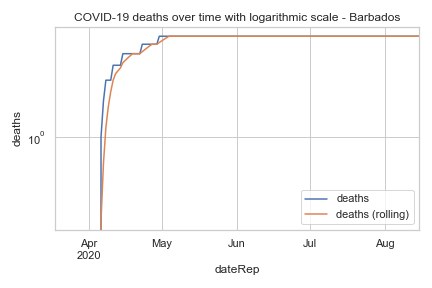 COVID-19 deaths over time with logarithmic scale - Barbados
deaths
10⁰
deaths
deaths (rolling)
Apr
2020
May
Jun
Jul
Aug
dateRep